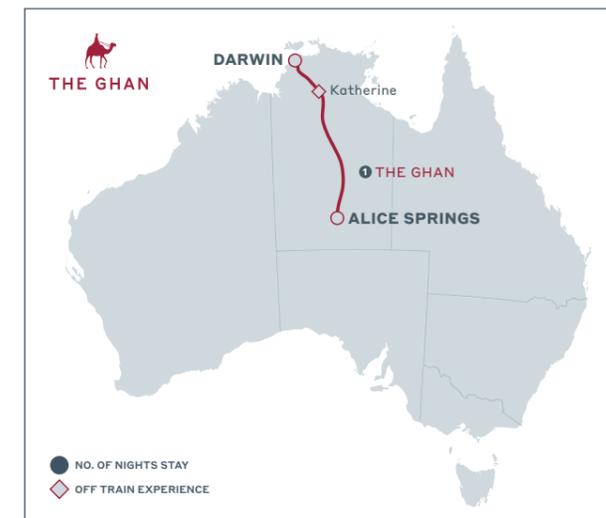 THE GHAN
DARWIN
Katherine
1 THE GHAN
ALICE SPRINGS
NO. OF NIGHTS STAY
OFF TRAIN EXPERIENCE